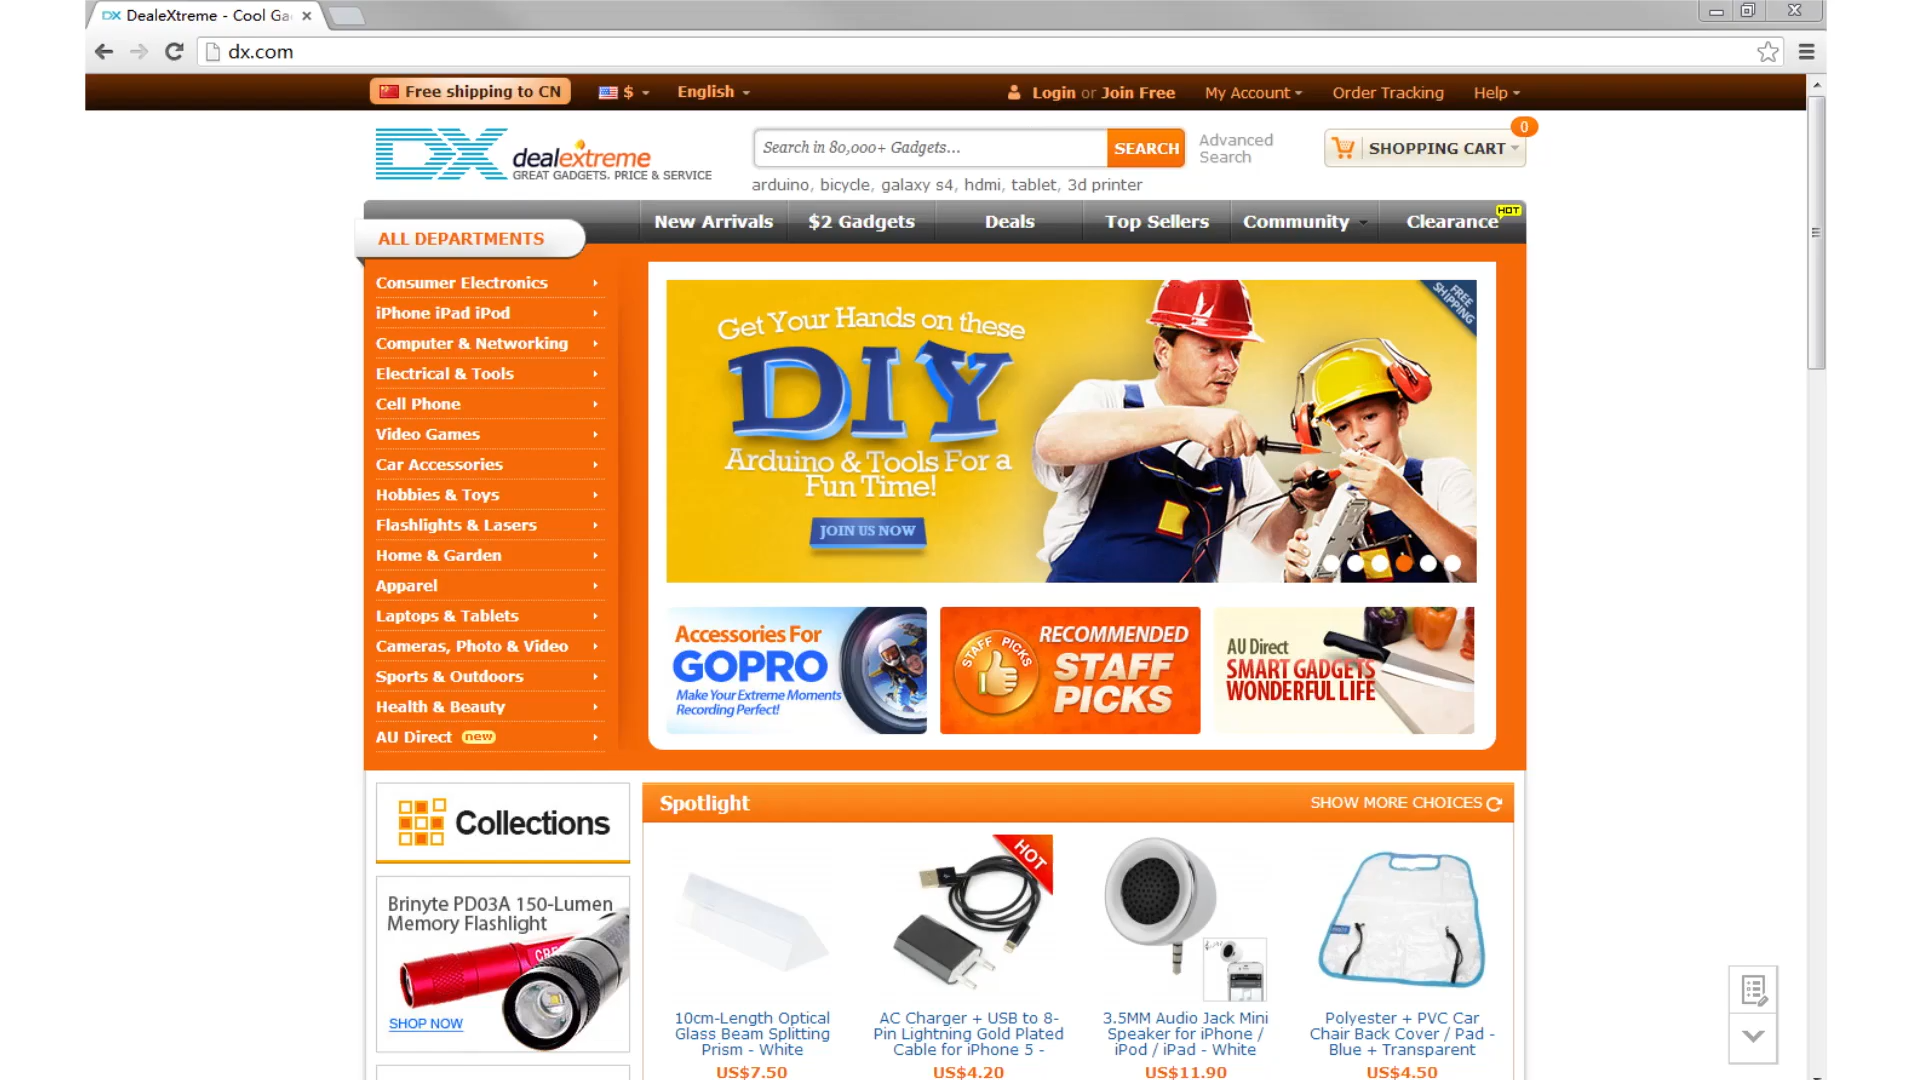 DealeXtreme - Cool Ga
dx.com
Free shipping to CN
$
English
Login or Join Free
My Account
Order Tracking
Help
DX dealextreme
GREAT GADGETS. PRICE & SERVICE
Search in 80,000+ Gadgets...
SEARCH
Advanced
Search
SHOPPING CART
0
arduino, bicycle, galaxy s4, hdmi, tablet, 3d printer
ALL DEPARTMENTS
New Arrivals
$2 Gadgets
Deals
Top Sellers
Community
Clearance
HOT
Consumer Electronics
iPhone iPad iPod
Computer & Networking
Electrical & Tools
Cell Phone
Video Games
Car Accessories
Hobbies & Toys
Flashlights & Lasers
Home & Garden
Apparel
Laptops & Tablets
Cameras, Photo & Video
Sports & Outdoors
Health & Beauty
AU Direct new
Get Your Hands on these
DIY
Arduino & Tools For a
Fun Time!
JOIN US NOW
FREE
SHIPPING
Accessories For
GOPRO
Make Your Extreme Moments
Recording Perfect!
STAFF PICKS
RECOMMENDED
STAFF
PICKS
AU Direct
SMART GADGETS
WONDERFUL LIFE
Collections
Brinyte PD03A 150-Lumen
Memory Flashlight
SHOP NOW
Spotlight
SHOW MORE CHOICES
HOT
10cm-Length Optical
Glass Beam Splitting
Prism - White
US$7.50
AC Charger + USB to 8-
Pin Lightning Gold Plated
Cable for iPhone 5 -
US$4.20
3.5MM Audio Jack Mini
Speaker for iPhone /
iPod / iPad - White
US$11.90
Polyester + PVC Car
Chair Back Cover / Pad -
Blue + Transparent
US$4.50